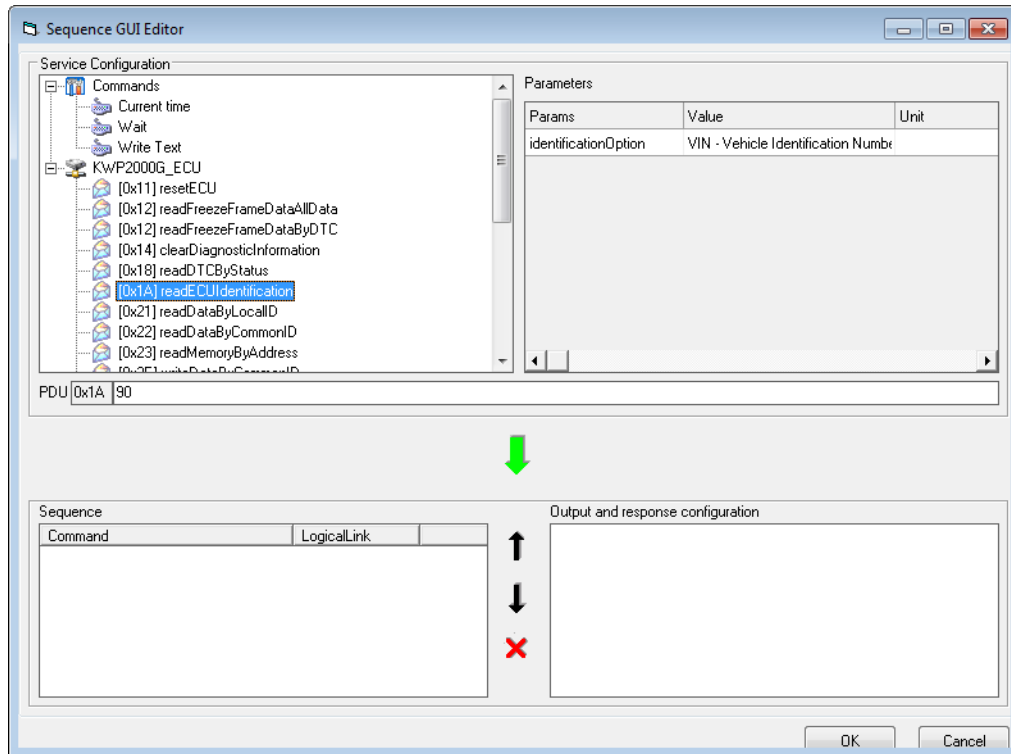 Sequence GUI Editor
Service Configuration
Commands
Current time
Wait
Write Text
KWP2000G_ECU
[0x11] resetECU
[0x12] readFreezeFrameDataAllData
[0x12] readFreezeFrameDataByDTC
[0x14] clearDiagnosticInformation
[0x18] readDTCByStatus
[0x1A] readECUIdentification
[0x21] readDataByLocalID
[0x22] readDataByCommonID
[0x23] readMemoryByAddress
[0x2E] writeDataByCommonID
Parameters
Params Value Unit
identificationOption VIN - Vehicle Identification Numbe
PDU 0x1A 90
Sequence
Command LogicalLink
Output and response configuration
OK Cancel